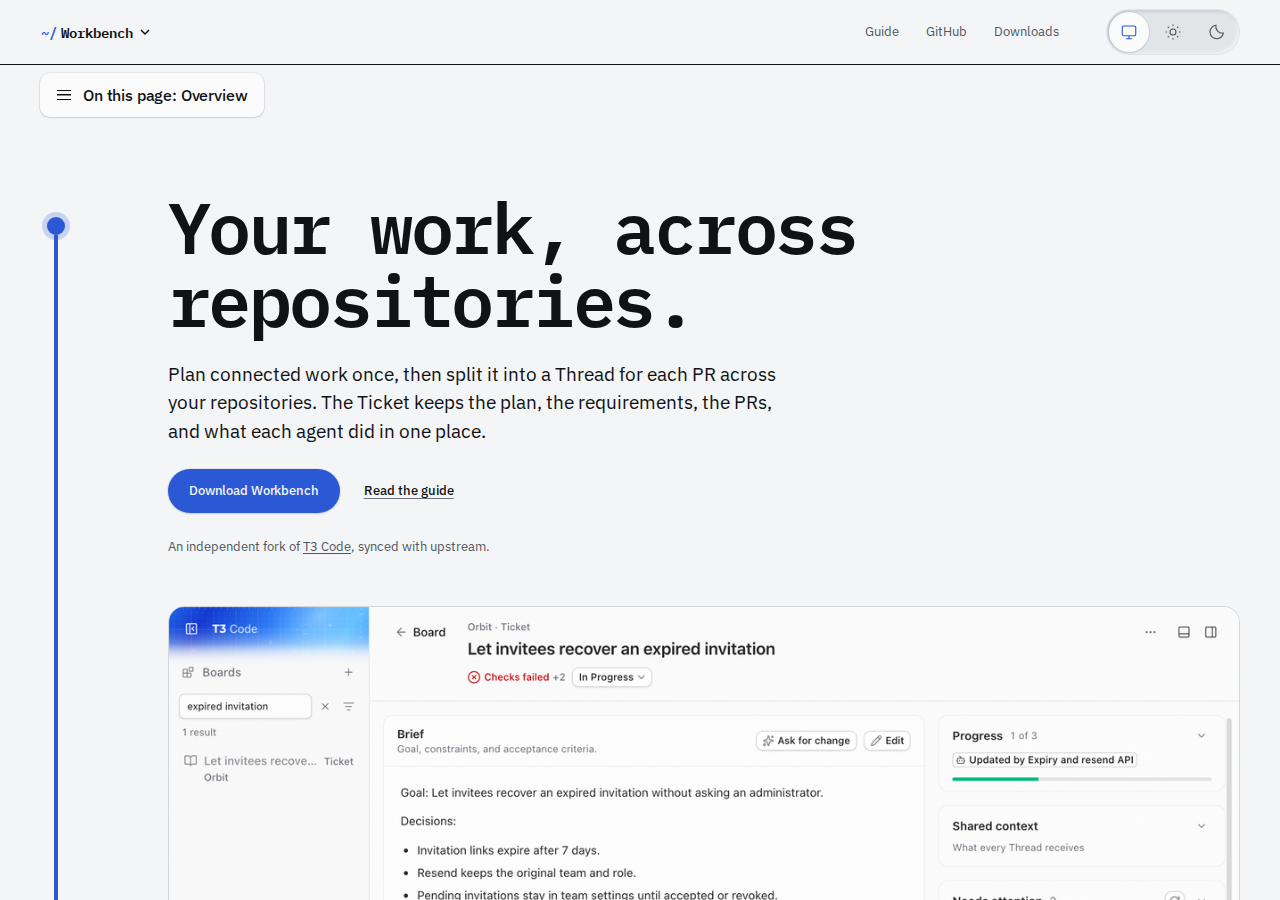 ~/ Workbench
Guide
GitHub
Downloads
On this page: Overview
Your work, across
repositories.
Plan connected work once, then split it into a Thread for each PR across
your repositories. The Ticket keeps the plan, the requirements, the PRs,
and what each agent did in one place.
Download Workbench
Read the guide
An independent fork of T3 Code, synced with upstream.
T3 Code
Boards
expired invitation
1 result
Let invitees recove... Ticket
Orbit
Board
Orbit · Ticket
Let invitees recover an expired invitation
Checks failed +2
In Progress
Brief
Goal, constraints, and acceptance criteria.
Ask for change
Edit
Goal: Let invitees recover an expired invitation without asking an administrator.
Decisions:
• Invitation links expire after 7 days.
• Resend keeps the original team and role.
• Pending invitations stay in team settings until accepted or revoked.
Progress 1 of 3
Updated by Expiry and resend API
Shared context
What every Thread receives
Needs attention 2